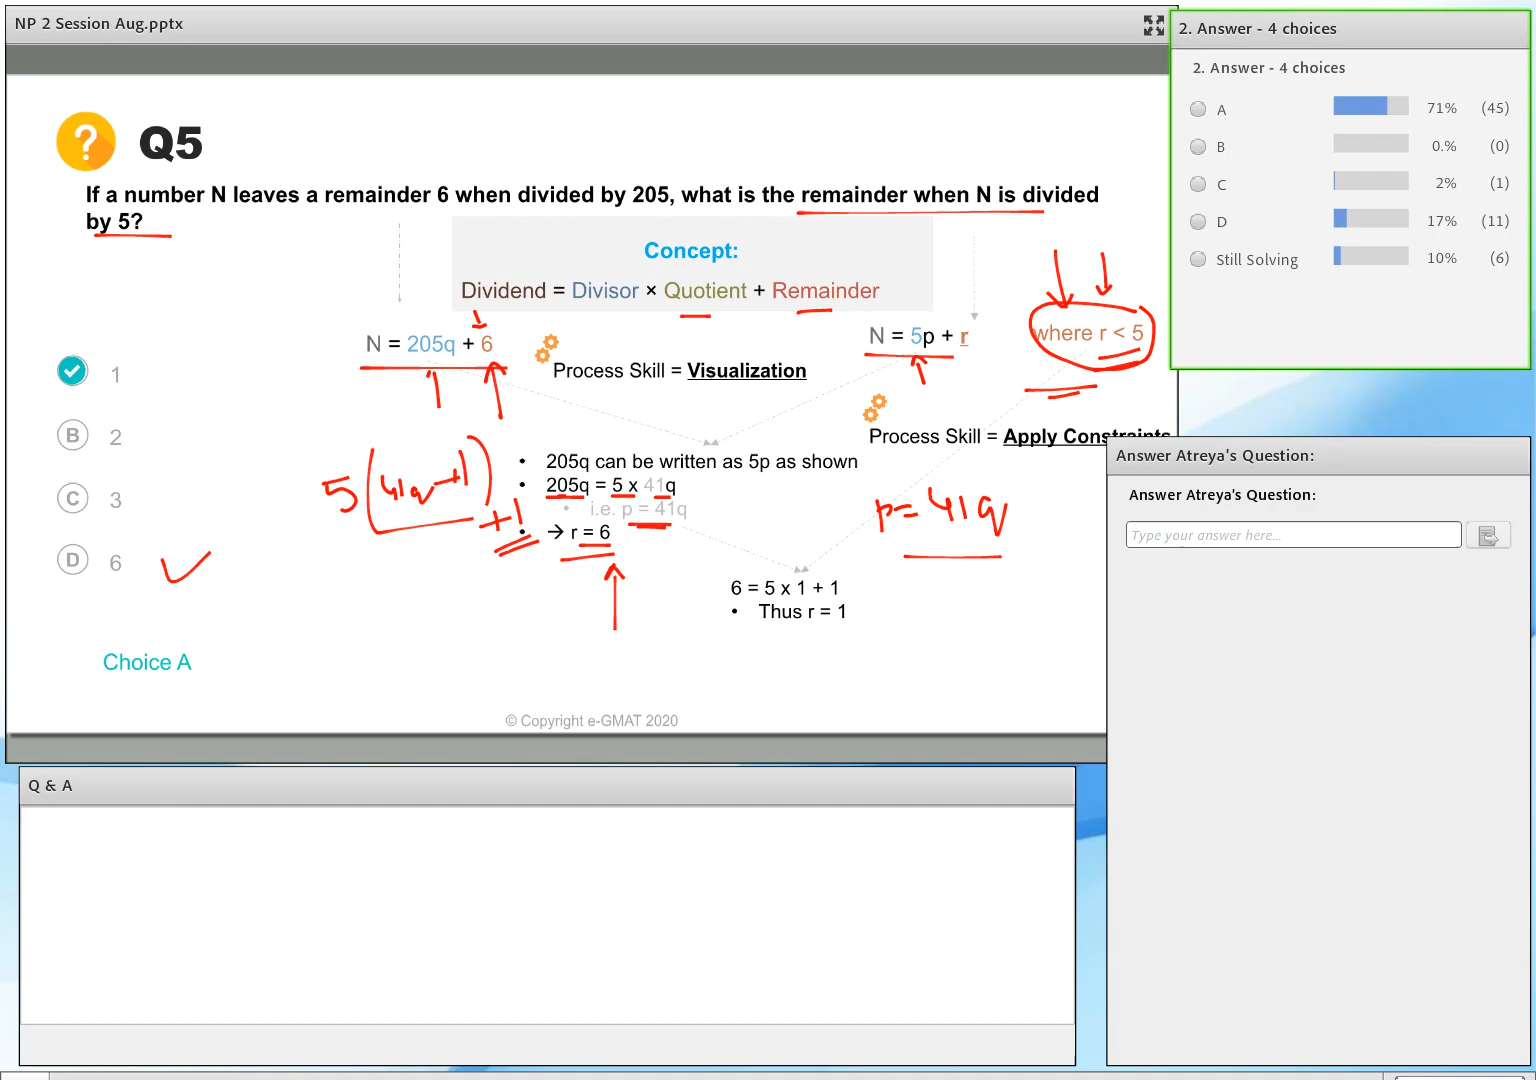 NP 2 Session Aug.pptx
Q5
If a number N leaves a remainder 6 when divided by 205, what is the remainder when N is divided
by 5?
Concept:
Dividend = Divisor × Quotient + Remainder
N = 205q + 6
N = 5p + r
where r < 5
Process Skill = Visualization
Process Skill = Apply Constraints
1
B 2
C 3
D 6
• 205q can be written as 5p as shown
• 205q = 5 x 41q
• i.e. p = 41q
• → r = 6
5(41q+1)
+1
p = 41q
6 = 5 x 1 + 1
• Thus r = 1
Choice A
© Copyright e-GMAT 2020
2. Answer - 4 choices
2. Answer - 4 choices
A 71% (45)
B 0.% (0)
C 2% (1)
D 17% (11)
Still Solving 10% (6)
Answer Atreya's Question:
Answer Atreya's Question:
Type your answer here...
Q & A